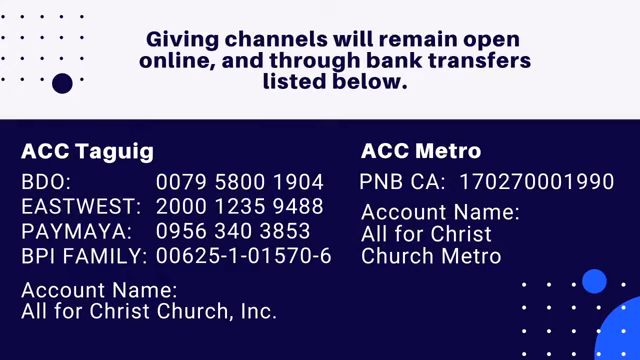 Giving channels will remain open
online, and through bank transfers
listed below.
ACC Taguig
BDO: 0079 5800 1904
EASTWEST: 2000 1235 9488
PAYMAYA: 0956 340 3853
BPI FAMILY: 00625-1-01570-6
Account Name:
All for Christ Church, Inc.
ACC Metro
PNB CA: 170270001990
Account Name:
All for Christ
Church Metro